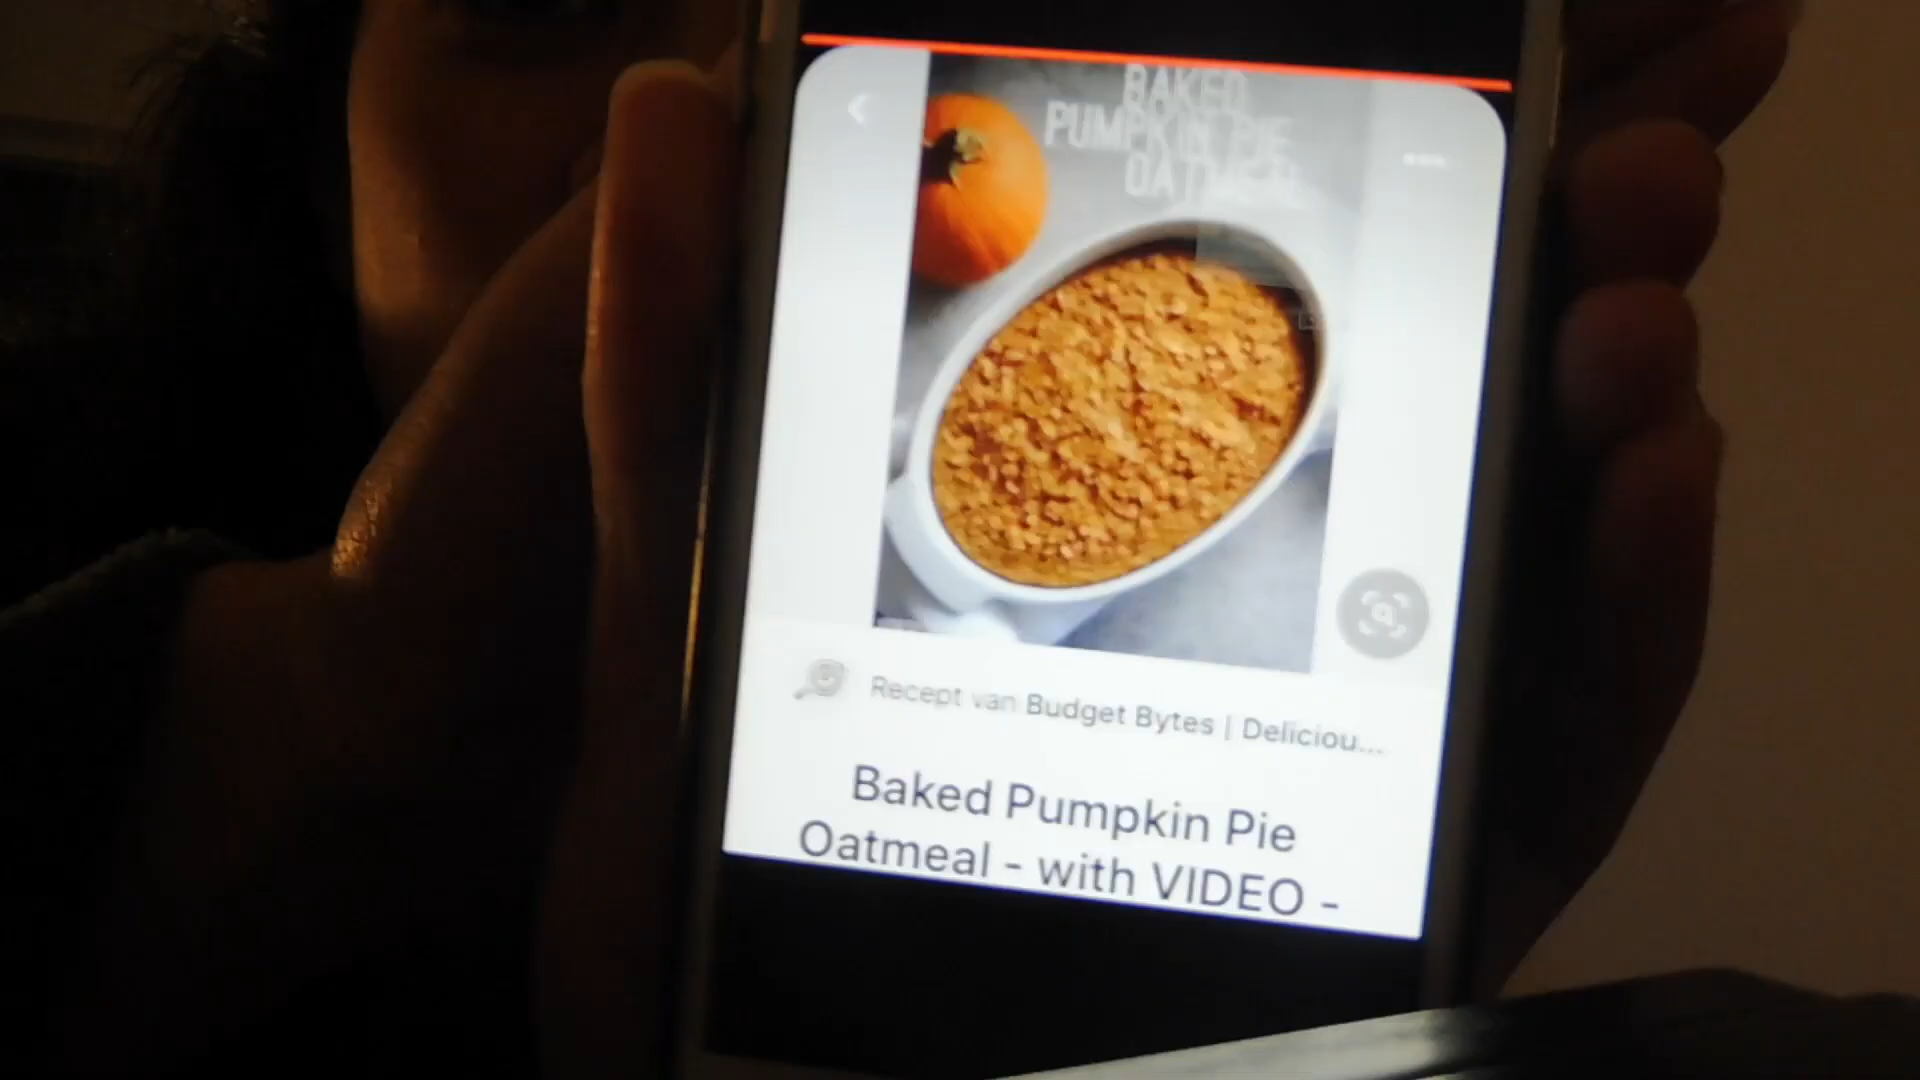 BAKED
PUMPKIN PIE
OATMEAL
Recept van Budget Bytes | Deliciou...
Baked Pumpkin Pie
Oatmeal - with VIDEO -